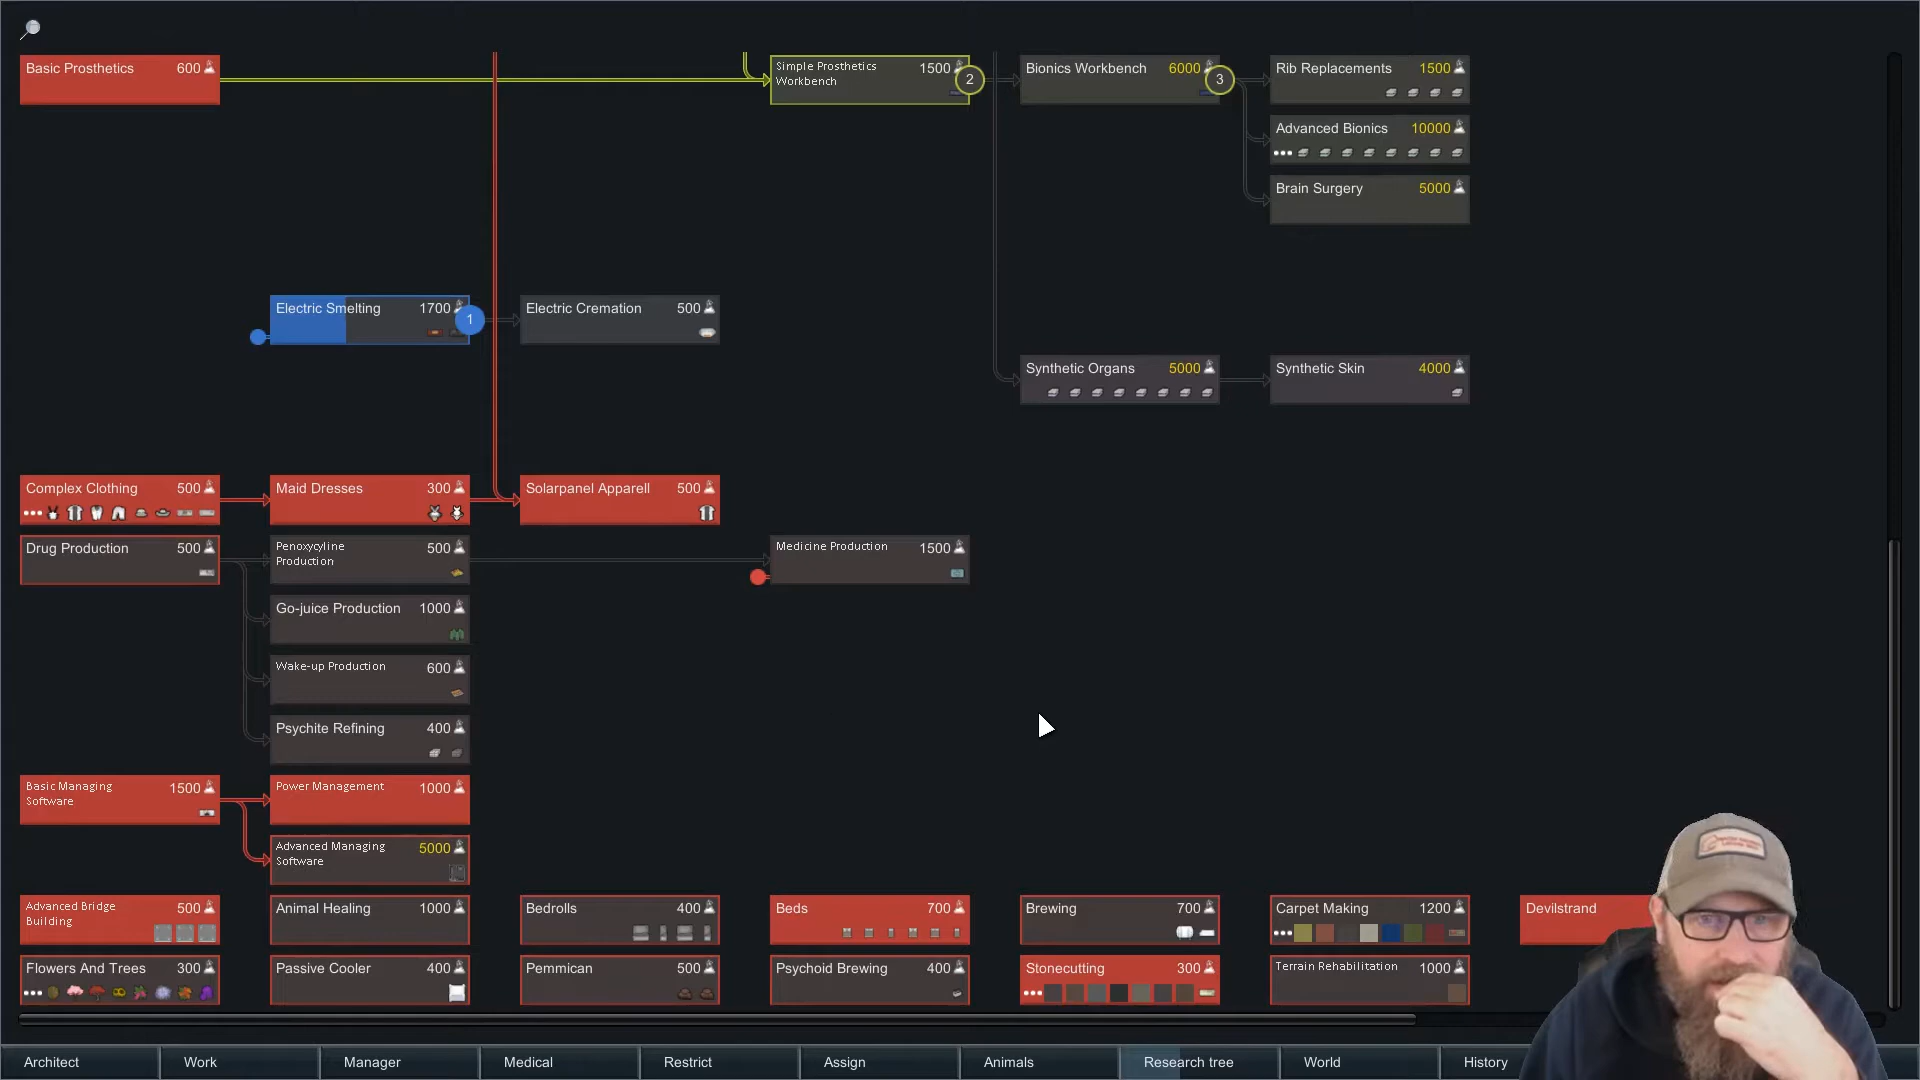 Basic Prosthetics 600
Simple Prosthetics 1500
Workbench
2
Bionics Workbench 6000
3
Rib Replacements 1500
Advanced Bionics 10000
Brain Surgery 5000
Electric Smelting 1700
1
Electric Cremation 500
Synthetic Organs 5000
Synthetic Skin 4000
Complex Clothing 500
Maid Dresses 300
Solarpanel Apparell 500
Drug Production 500
Penoxycyline 500
Production
Medicine Production 1500
Go-juice Production 1000
Wake-up Production 600
Psychite Refining 400
Basic Managing 1500
Software
Power Management 1000
Advanced Managing 5000
Software
Advanced Bridge 500
Building
Animal Healing 1000
Bedrolls 400
Beds 700
Brewing 700
Carpet Making 1200
Devilstrand
Flowers And Trees 300
Passive Cooler 400
Pemmican 500
Psychoid Brewing 400
Stonecutting 300
Terrain Rehabilitation 1000
Architect
Work
Manager
Medical
Restrict
Assign
Animals
Research tree
World
History